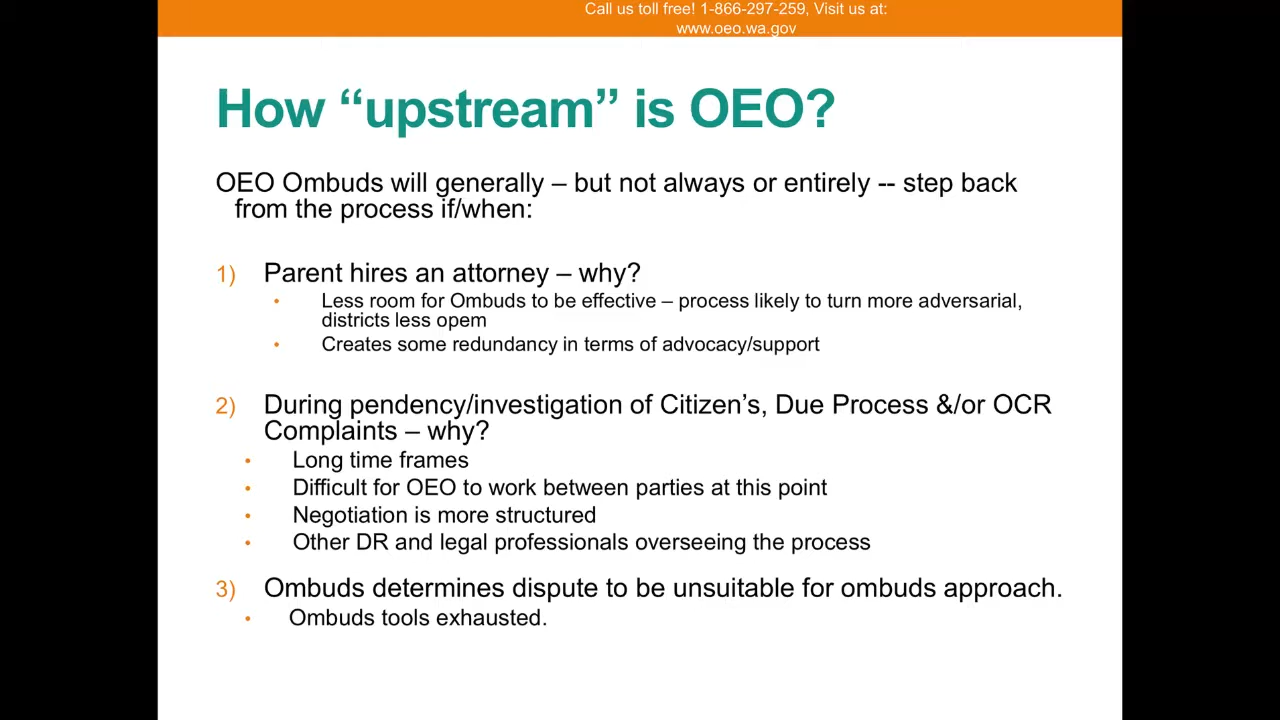 Call us toll free! 1-866-297-259, Visit us at:
www.oeo.wa.gov
How “upstream” is OEO?
OEO Ombuds will generally – but not always or entirely -- step back
from the process if/when:
1) Parent hires an attorney – why?
• Less room for Ombuds to be effective – process likely to turn more adversarial,
districts less opem
• Creates some redundancy in terms of advocacy/support
2) During pendency/investigation of Citizen’s, Due Process &/or OCR
Complaints – why?
• Long time frames
• Difficult for OEO to work between parties at this point
• Negotiation is more structured
• Other DR and legal professionals overseeing the process
3) Ombuds determines dispute to be unsuitable for ombuds approach.
• Ombuds tools exhausted.